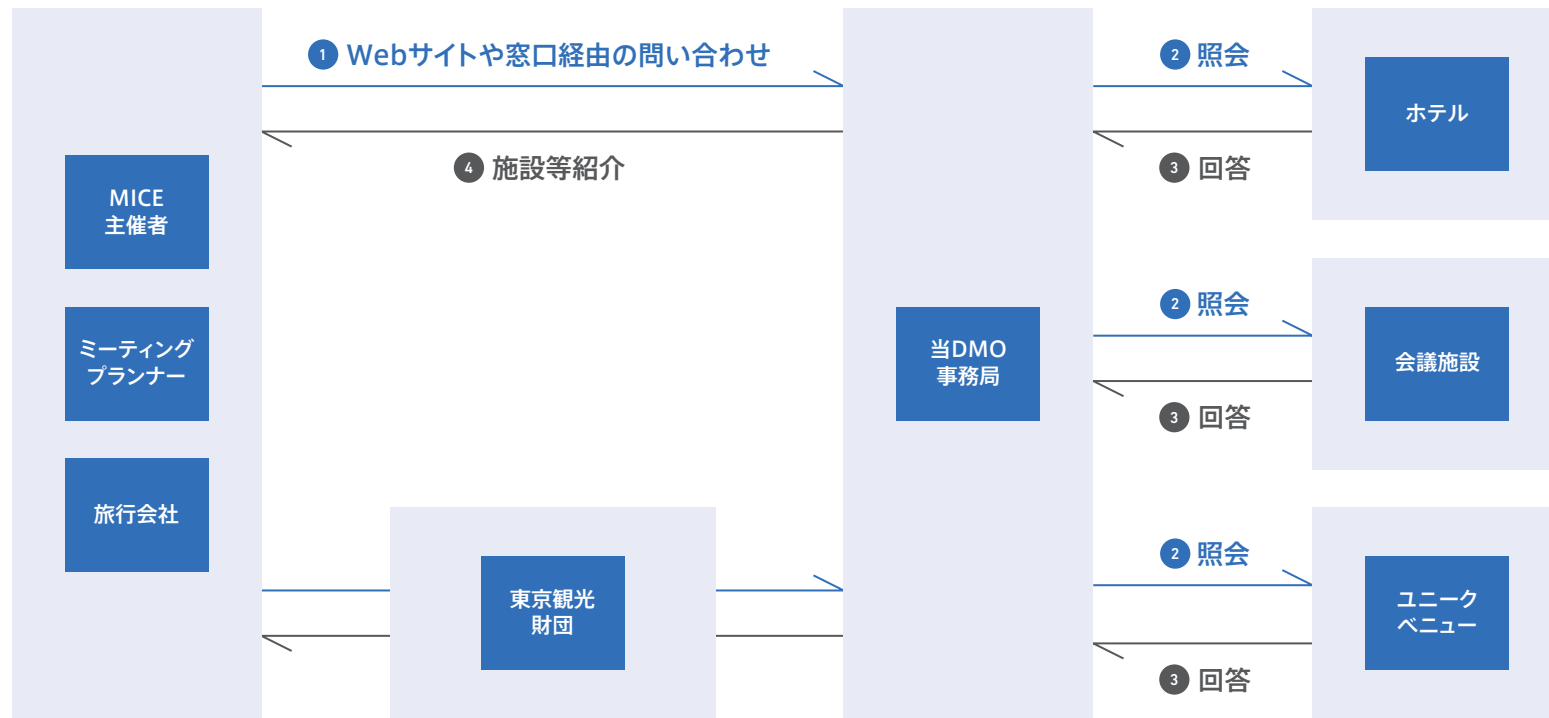 1 Webサイトや窓口経由の問い合わせ
4 施設等紹介
MICE
主催者
ミーティング
プランナー
旅行会社
東京観光
財団
当DMO
事務局
2 照会
3 回答
ホテル
2 照会
3 回答
会議施設
2 照会
3 回答
ユニーク
ベニュー